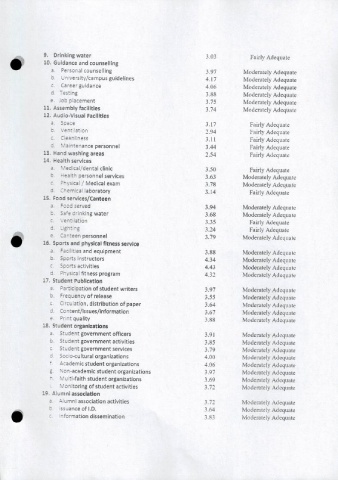 9. Drinking water 3.03 Fairly Adequate
10. Guidance and counselling
a. Personal counselling 3.97 Moderately Adequate
b. University/campus guidelines 4.17 Moderately Adequate
c. Career guidance 4.06 Moderately Adequate
d. Testing 3.88 Moderately Adequate
e. Job placement 3.75 Moderately Adequate
11. Assembly facilities 3.74 Moderately Adequate
12. Audio-Visual Facilities
a. Space 3.17 Fairly Adequate
b. Ventilation 2.94 Fairly Adequate
c. Cleanliness 3.11 Fairly Adequate
d. Maintenance personnel 3.44 Fairly Adequate
13. Hand washing areas 2.54 Fairly Adequate
14. Health services
a. Medical/dental clinic 3.50 Fairly Adequate
b. Health personnel services 3.63 Moderately Adequate
c. Physical / Medical exam 3.78 Moderately Adequate
d. Chemical laboratory 3.14 Fairly Adequate
15. Food services/Canteen
a. Food served 3.94 Moderately Adequate
b. Safe drinking water 3.68 Moderately Adequate
c. Ventilation 3.35 Fairly Adequate
d. Lighting 3.24 Fairly Adequate
e. Canteen personnel 3.79 Moderately Adequate
16. Sports and physical fitness service
a. Facilities and equipment 3.88 Moderately Adequate
b. Sports instructors 4.34 Moderately Adequate
c. Sports activities 4.43 Moderately Adequate
d. Physical fitness program 4.32 Moderately Adequate
17. Student Publication
a. Participation of student writers 3.97 Moderately Adequate
b. Frequency of release 3.55 Moderately Adequate
c. Circulation, distribution of paper 3.64 Moderately Adequate
d. Content/issues/information 3.67 Moderately Adequate
e. Print quality 3.88 Moderately Adequate
18. Student organizations
a. Student government officers 3.91 Moderately Adequate
b. Student government activities 3.85 Moderately Adequate
c. Student government services 3.79 Moderately Adequate
d. Socio-cultural organizations 4.00 Moderately Adequate
f. Academic student organizations 4.06 Moderately Adequate
g. Non-academic student organizations 3.97 Moderately Adequate
h. Multi-faith student organizations 3.69 Moderately Adequate
Monitoring of student activities 3.72 Moderately Adequate
19. Alumni association
a. Alumni association activities 3.72 Moderately Adequate
b. Issuance of I.D. 3.64 Moderately Adequate
c. Information dissemination 3.83 Moderately Adequate